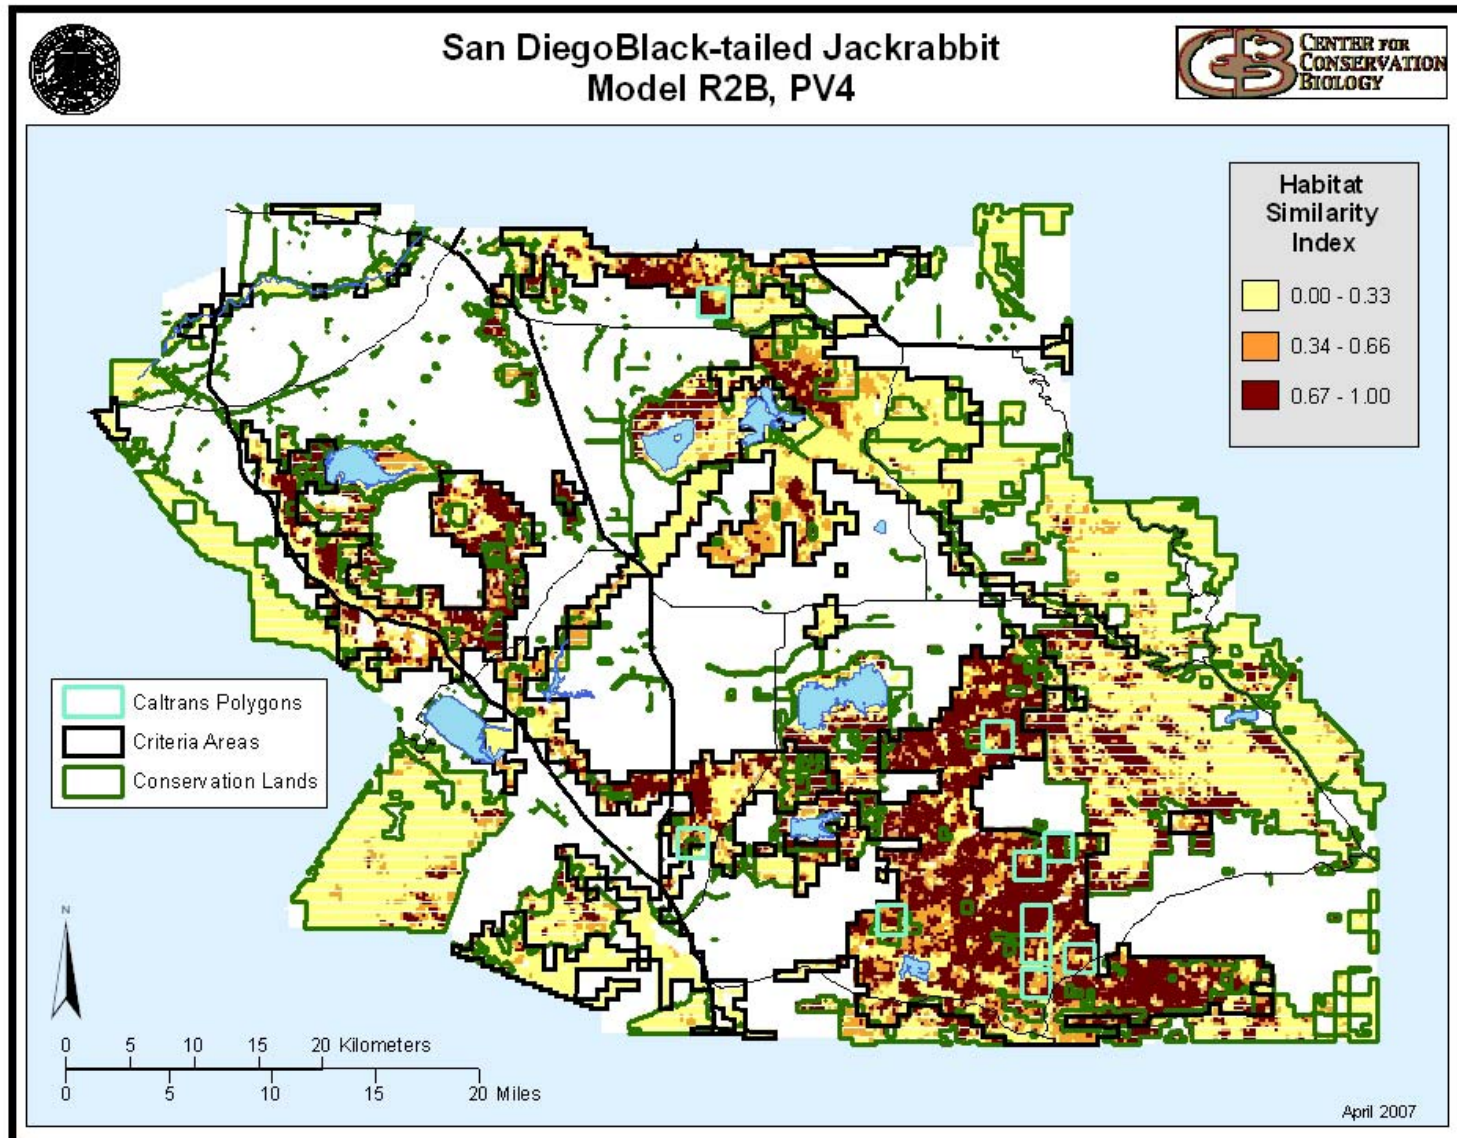 San DiegoBlack-tailed Jackrabbit
Model R2B, PV4
CENTER FOR
CONSERVATION
BIOLOGY
Habitat
Similarity
Index
0.00 - 0.33
0.34 - 0.66
0.67 - 1.00
Caltrans Polygons
Criteria Areas
Conservation Lands
N
0 5 10 15 20 Kilometers
0 5 10 15 20 Miles
April 2007